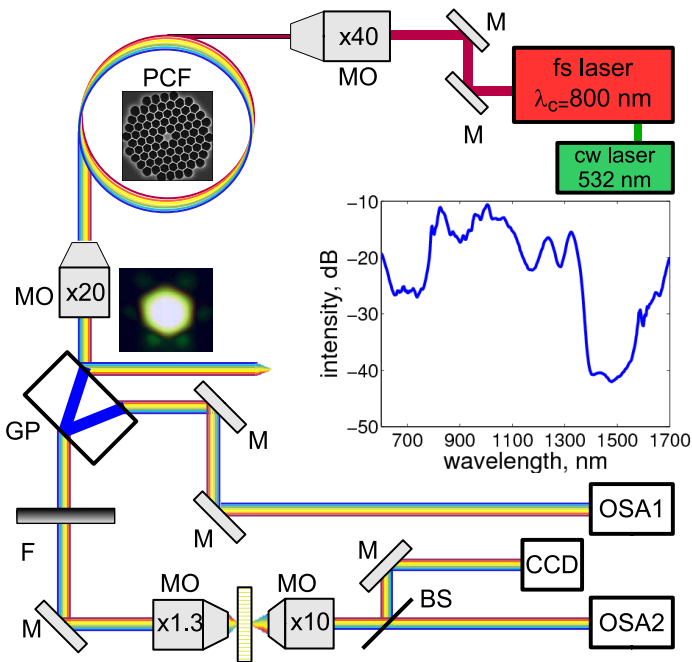 x40
MO
M
M
fs laser
λc=800 nm
cw laser
532 nm
PCF
MO
x20
GP
M
M
F
M
intensity, dB
−10
−20
−30
−40
−50
700
900
1100
1300
1500
1700
wavelength, nm
OSA1
MO
x1.3
MO
x10
M
BS
CCD
OSA2